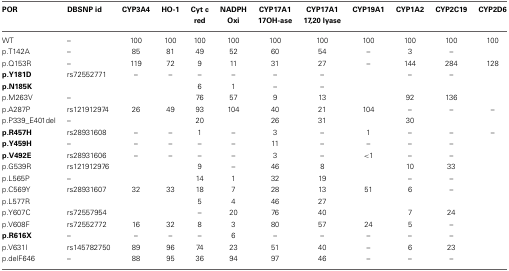 POR DBSNP id CYP3A4 HO-1 Cyt c red NADPH Oxi CYP17A1 17OH-ase CYP17A1 17,20 lyase CYP19A1 CYP1A2 CYP2C19 CYP2D6
WT – 100 100 100 100 100 100 100 100 100 100
p.T142A – 85 81 49 52 60 54 – 3 –
p.Q153R – 119 72 9 11 31 27 – 144 284 128
p.Y181D rs72552771 – – – – – – – –
p.N185K 6 1 – –
p.M263V – 76 57 9 13 92 136
p.A287P rs121912974 26 49 93 104 40 21 104 – – –
p.P339_E401del – 20 26 31 30
p.R457H rs28931608 – – 1 – 3 – 1 – – –
p.Y459H – – – – – 11 – – – –
p.V492E rs28931606 – – – – 3 – <1 – –
p.G539R rs121912976 9 – 46 8 10 33
p.L565P – 14 1 32 19 – –
p.C569Y rs28931607 32 33 18 7 28 13 51 6 –
p.L577R 5 4 46 27
p.Y607C rs72557954 – 20 76 40 7 24
p.V608F rs72552772 16 32 8 3 80 57 24 5 –
p.R616X – – – – 6 – – – – –
p.V631I rs145782750 89 96 74 23 51 40 – 6 23
p.delF646 – 88 95 36 94 97 46 – – –